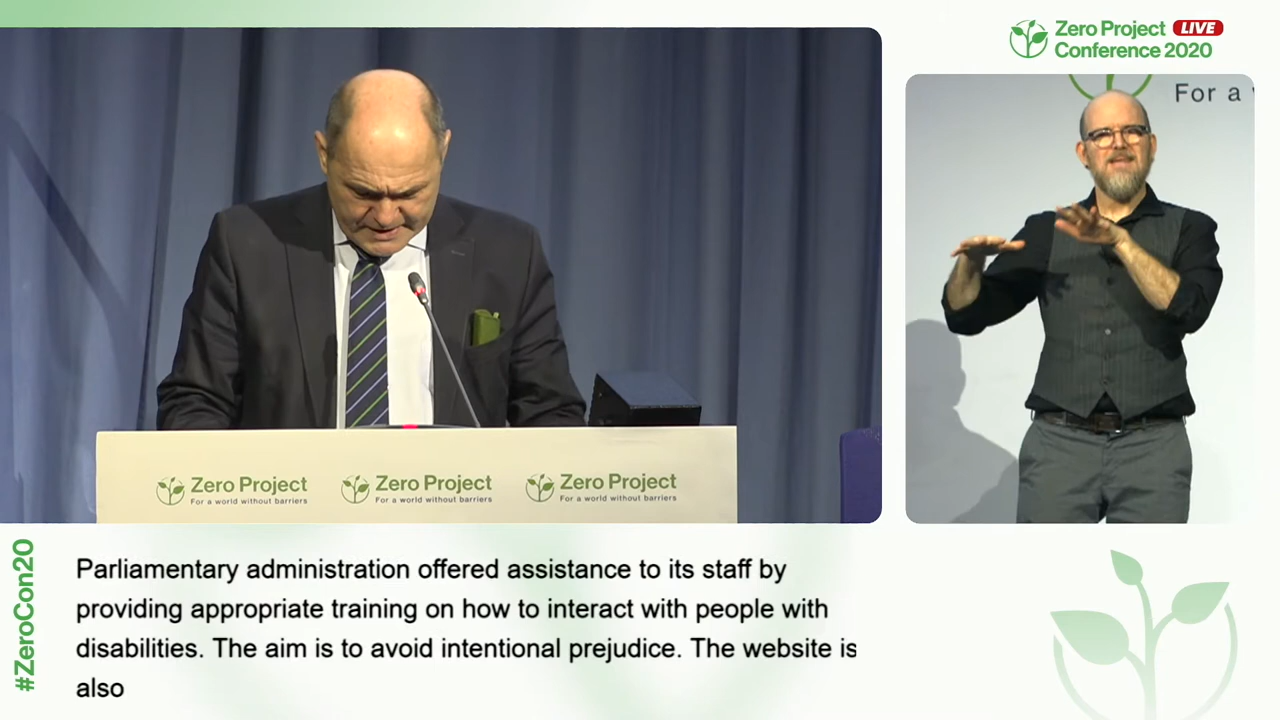 Zero Project LIVE
Conference 2020
For a
Zero Project
For a world without barriers
Zero Project
For a world without barriers
Zero Project
For a world without barriers
#ZeroCon20
Parliamentary administration offered assistance to its staff by
providing appropriate training on how to interact with people with
disabilities. The aim is to avoid intentional prejudice. The website is
also